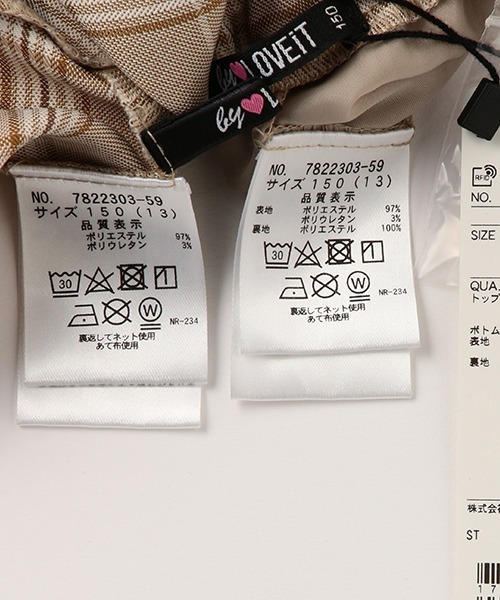 by LOVEiT
150
by L
NO. 7822303-59
サイズ 150 (13)
品質表示
ポリエステル 97%
ポリウレタン 3%
30
NR-234
裏返してネット使用
あて布使用
NO. 7822303-59
サイズ 150 (13)
品質表示
表地 ポリエステル 97%
ポリウレタン 3%
裏地 ポリエステル 100%
30
NR-234
裏返してネット使用
あて布使用
RFID
NO.
SIZE
QUA
トップ
ボトム
表地
裏地
株式会
ST
17